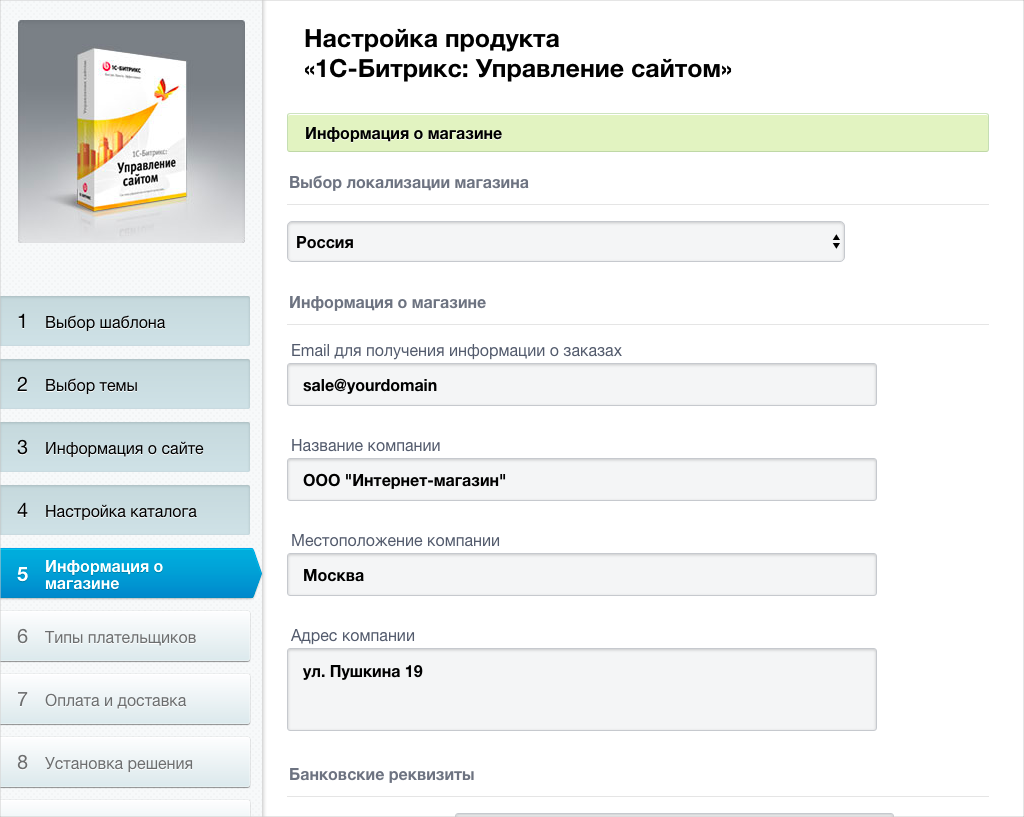 1С-БИТРИКС
Управление сайтом
1С-Битрикс:
Управление
сайтом
1 Выбор шаблона
2 Выбор темы
3 Информация о сайте
4 Настройка каталога
5 Информация о
магазине
6 Типы плательщиков
7 Оплата и доставка
8 Установка решения
Настройка продукта
«1С-Битрикс: Управление сайтом»
Информация о магазине
Выбор локализации магазина
Россия
Информация о магазине
Email для получения информации о заказах
sale@yourdomain
Название компании
ООО "Интернет-магазин"
Местоположение компании
Москва
Адрес компании
ул. Пушкина 19
Банковские реквизиты